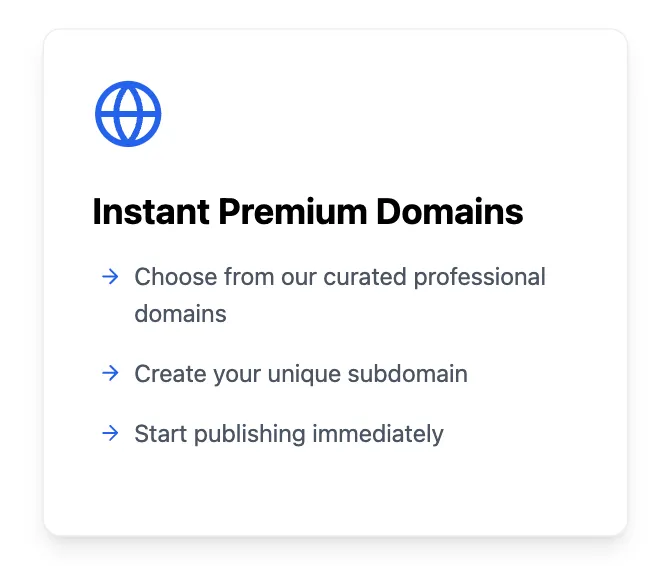 Instant Premium Domains
Choose from our curated professional
domains
Create your unique subdomain
Start publishing immediately